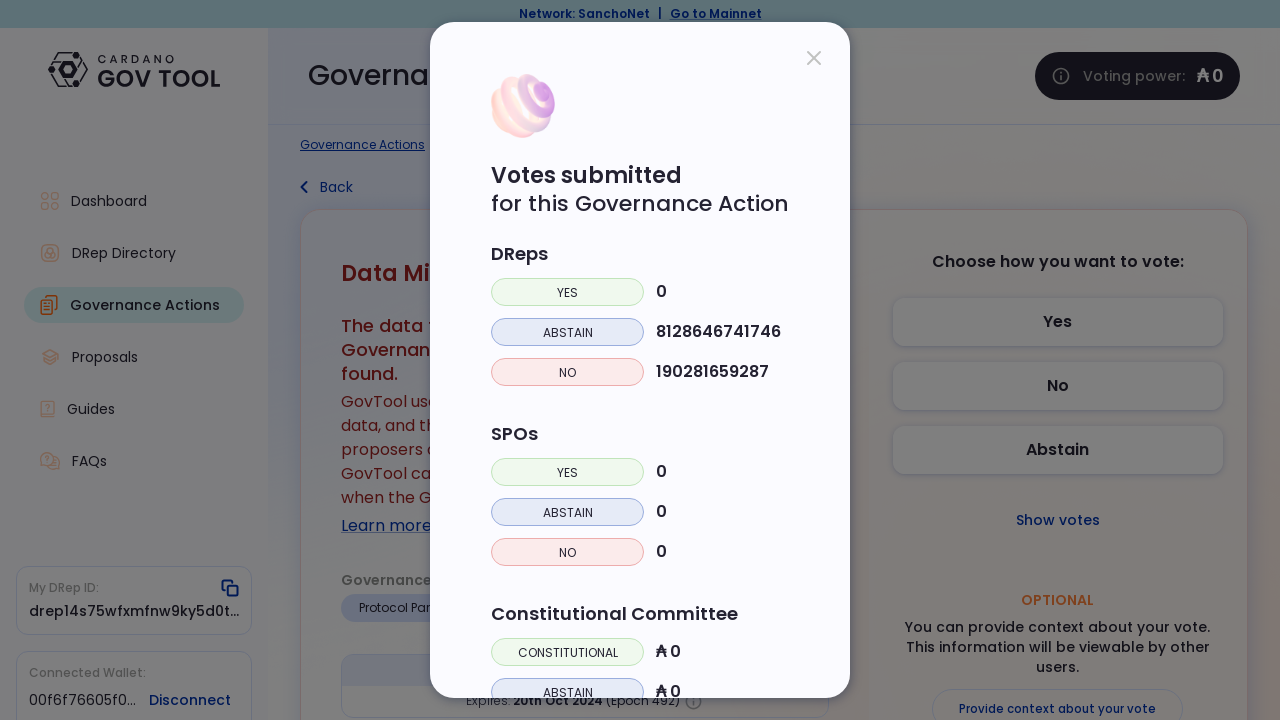 Network: SanchoNet | Go to Mainnet
CARDANO
GOV TOOL
Dashboard
DRep Directory
Governance Actions
Proposals
Guides
FAQs
My DRep ID:
drep14s75wfxmfnw9ky5d0t...
Connected Wallet:
00f6f76605f0... Disconnect
Governa
Voting power: ₳ 0
Governance Actions
Back
Data Mi
The data
Governan
found.
GovTool us
data, and th
proposers
GovTool ca
when the G
Learn more
Governance
Protocol Par
Expires: 20th Oct 2024 (Epoch 492)
Votes submitted
for this Governance Action
DReps
YES 0
ABSTAIN 8128646741746
NO 190281659287
SPOs
YES 0
ABSTAIN 0
NO 0
Constitutional Committee
CONSTITUTIONAL ₳ 0
ABSTAIN ₳ 0
Choose how you want to vote:
Yes
No
Abstain
Show votes
OPTIONAL
You can provide context about your vote.
This information will be viewable by other
users.
Provide context about your vote